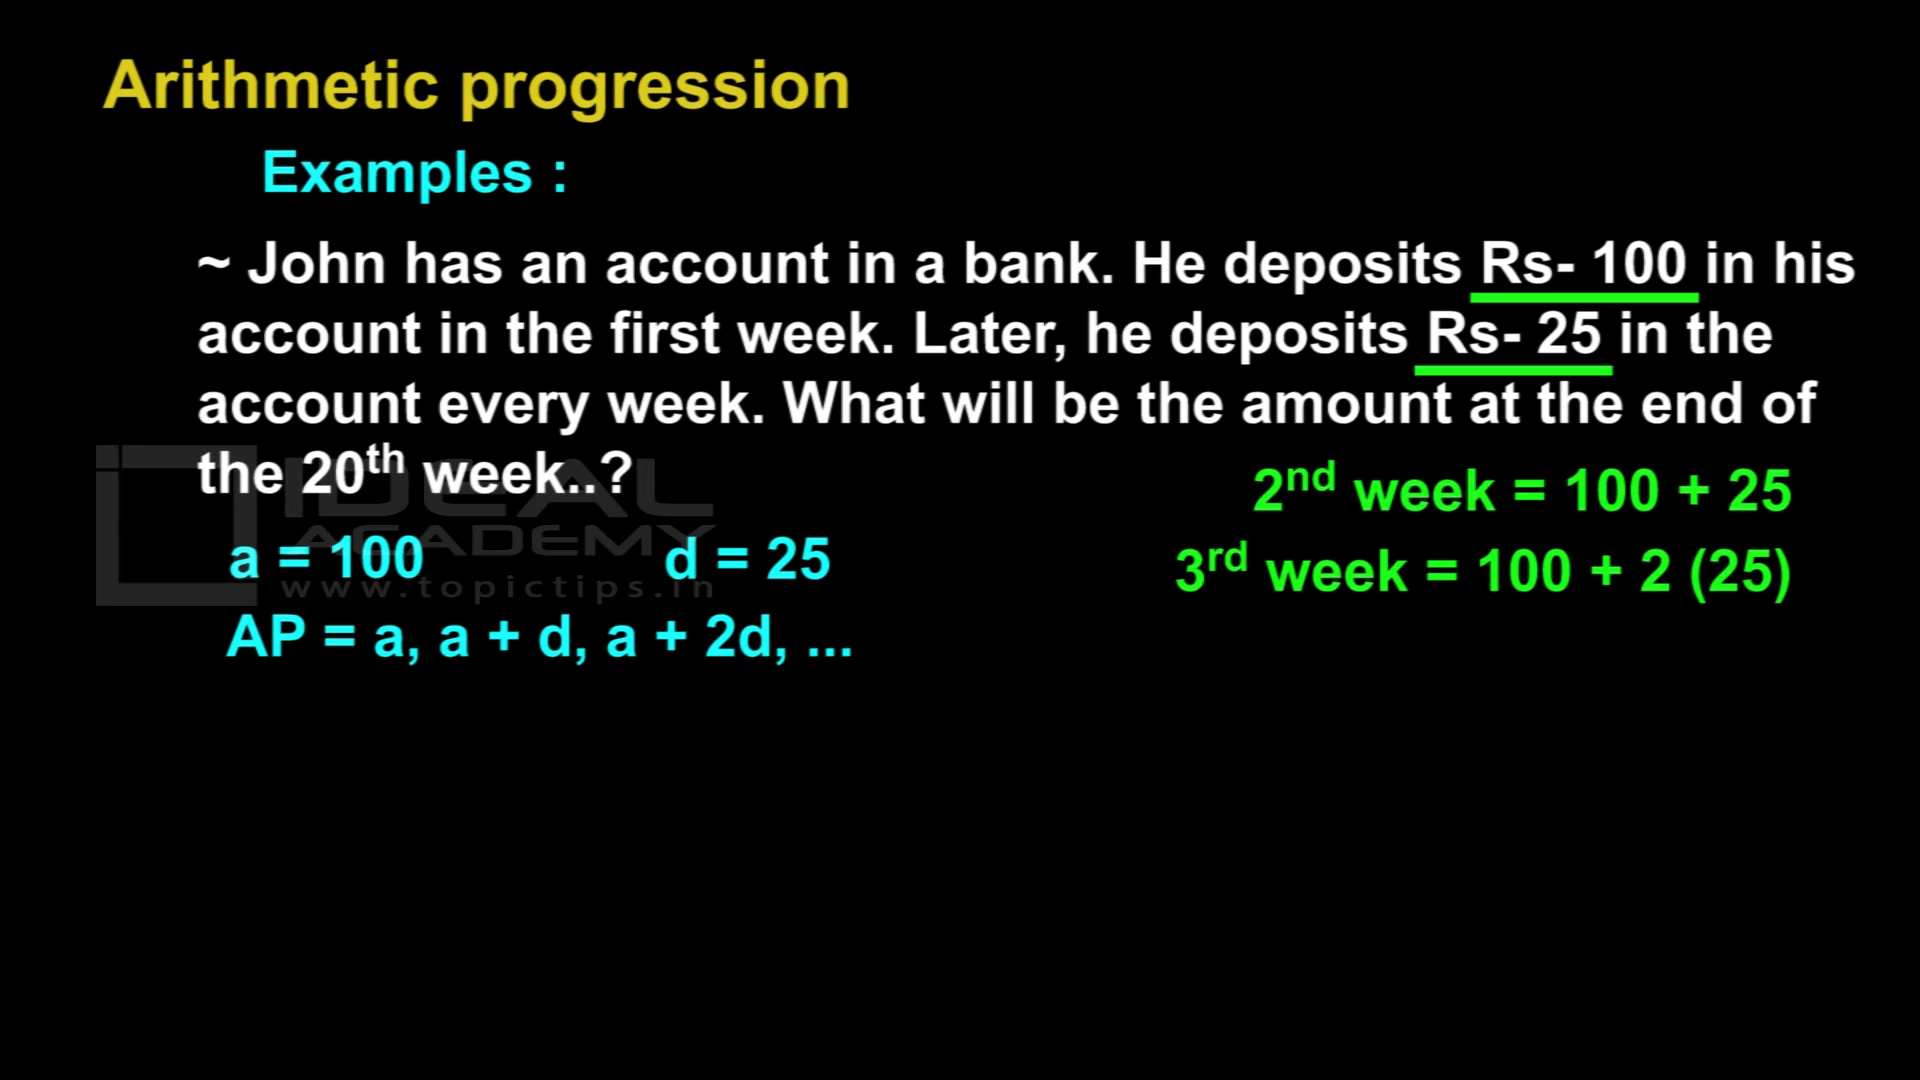 Arithmetic progression
Examples :
~ John has an account in a bank. He deposits Rs- 100 in his
account in the first week. Later, he deposits Rs- 25 in the
account every week. What will be the amount at the end of
the 20th week..?
2nd week = 100 + 25
3rd week = 100 + 2 (25)
a = 100 d = 25
AP = a, a + d, a + 2d, ...
IDEAL
ACADEMY
www.topictips.in